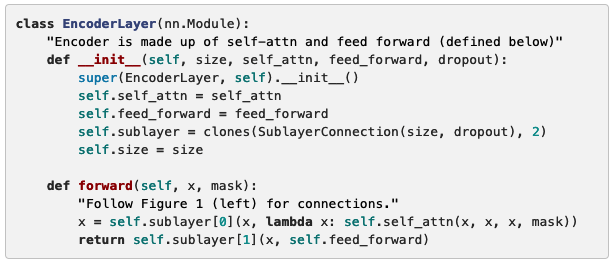 class EncoderLayer(nn.Module):
    "Encoder is made up of self-attn and feed forward (defined below)"
    def __init__(self, size, self_attn, feed_forward, dropout):
        super(EncoderLayer, self).__init__()
        self.self_attn = self_attn
        self.feed_forward = feed_forward
        self.sublayer = clones(SublayerConnection(size, dropout), 2)
        self.size = size

    def forward(self, x, mask):
        "Follow Figure 1 (left) for connections."
        x = self.sublayer[0](x, lambda x: self.self_attn(x, x, x, mask))
        return self.sublayer[1](x, self.feed_forward)